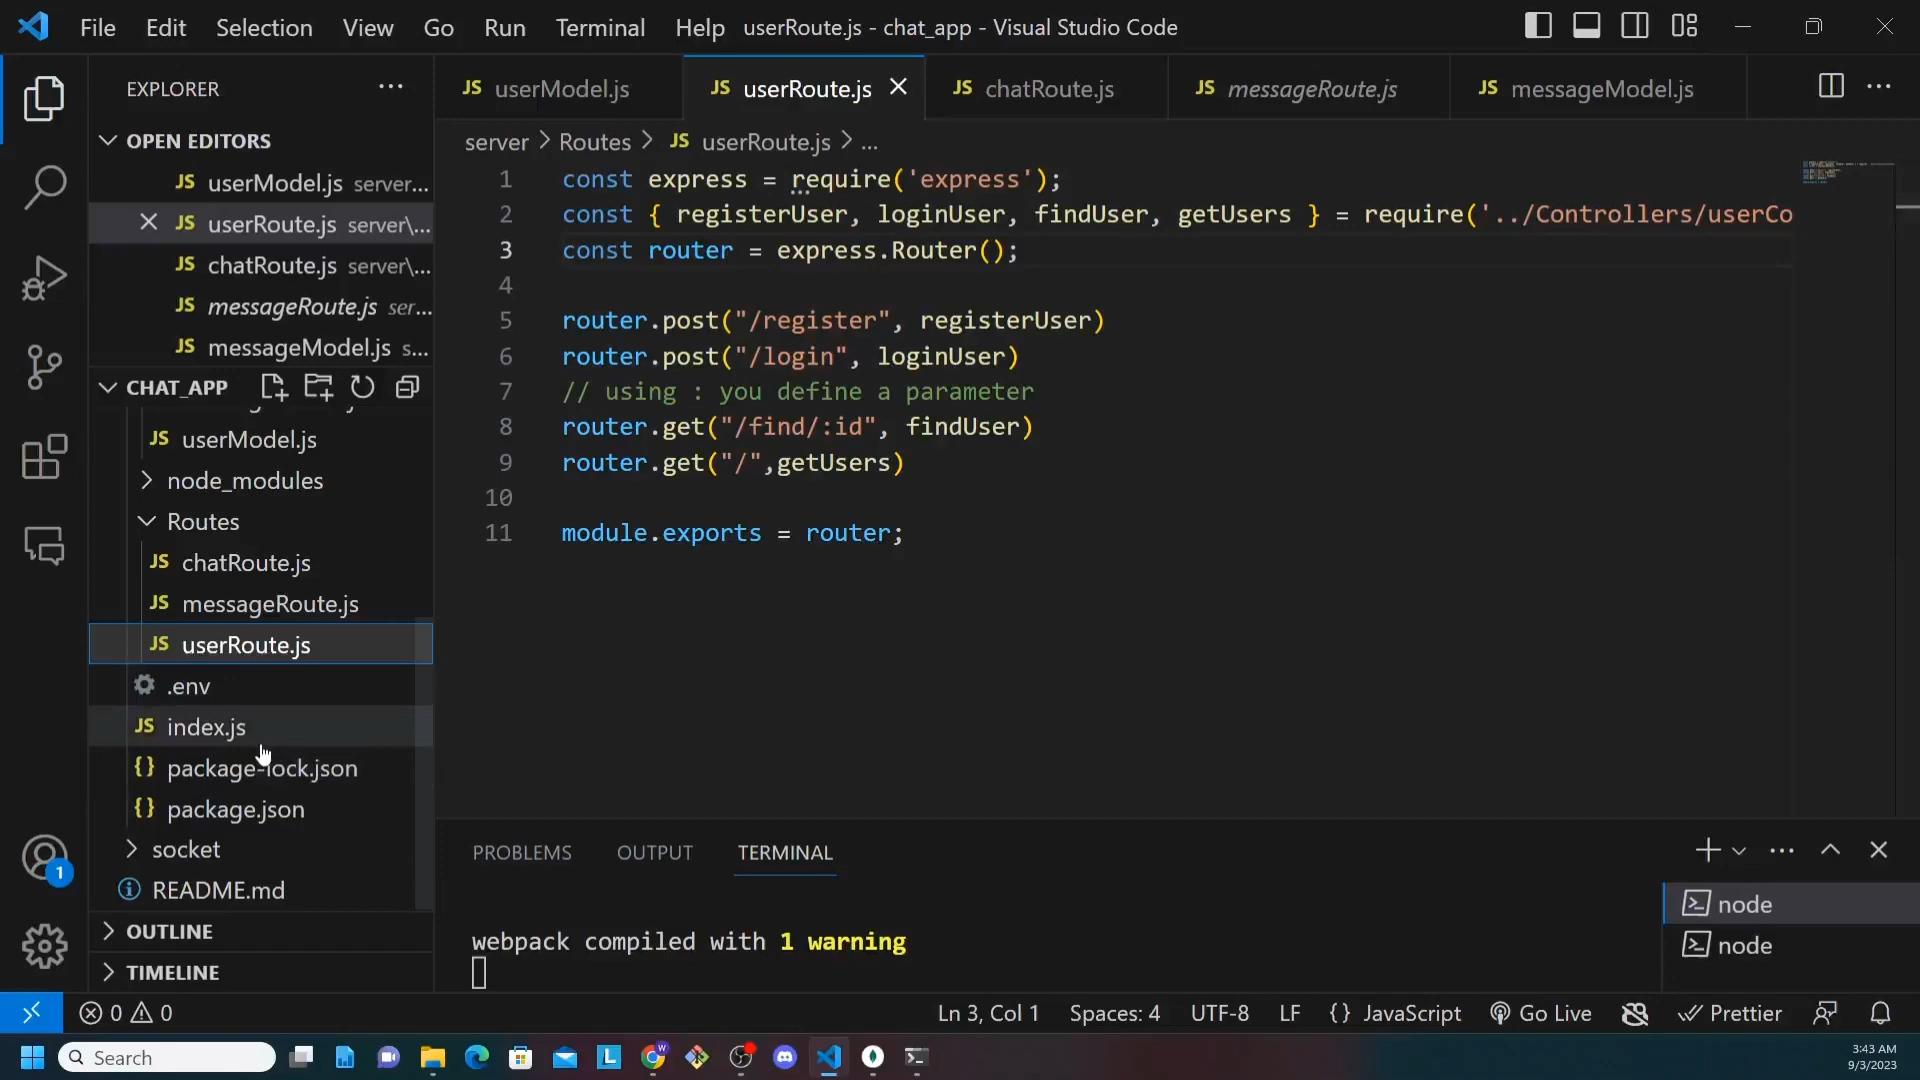 File Edit Selection View Go Run Terminal Help userRoute.js - chat_app - Visual Studio Code
EXPLORER
OPEN EDITORS
JS userModel.js server...
JS userRoute.js server\...
JS chatRoute.js server\...
JS messageRoute.js ser...
JS messageModel.js s...
CHAT_APP
JS userModel.js
node_modules
Routes
JS chatRoute.js
JS messageRoute.js
JS userRoute.js
.env
JS index.js
{} package-lock.json
{} package.json
socket
README.md
OUTLINE
TIMELINE
JS userModel.js JS userRoute.js JS chatRoute.js JS messageRoute.js JS messageModel.js
server > Routes > JS userRoute.js > ...
1 const express = require('express');
2 const { registerUser, loginUser, findUser, getUsers } = require('../Controllers/userCo
3 const router = express.Router();
4
5 router.post("/register", registerUser)
6 router.post("/login", loginUser)
7 // using : you define a parameter
8 router.get("/find/:id", findUser)
9 router.get("/",getUsers)
10
11 module.exports = router;
PROBLEMS OUTPUT TERMINAL
webpack compiled with 1 warning
node
node
1
0 0 Ln 3, Col 1 Spaces: 4 UTF-8 LF {} JavaScript Go Live Prettier
Search
3:43 AM
9/3/2023